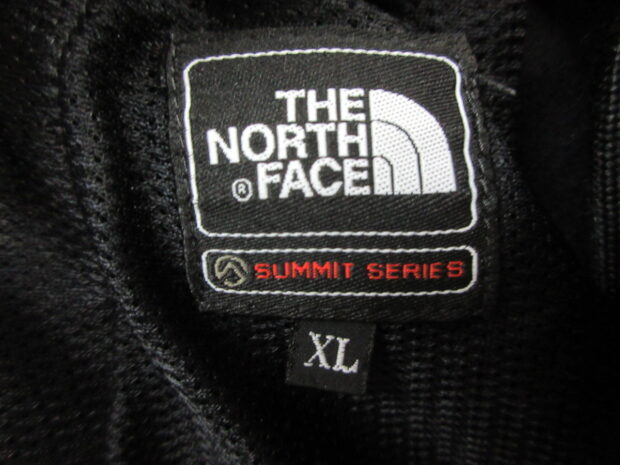 THE
NORTH
® FACE
SUMMIT SERIES
XL